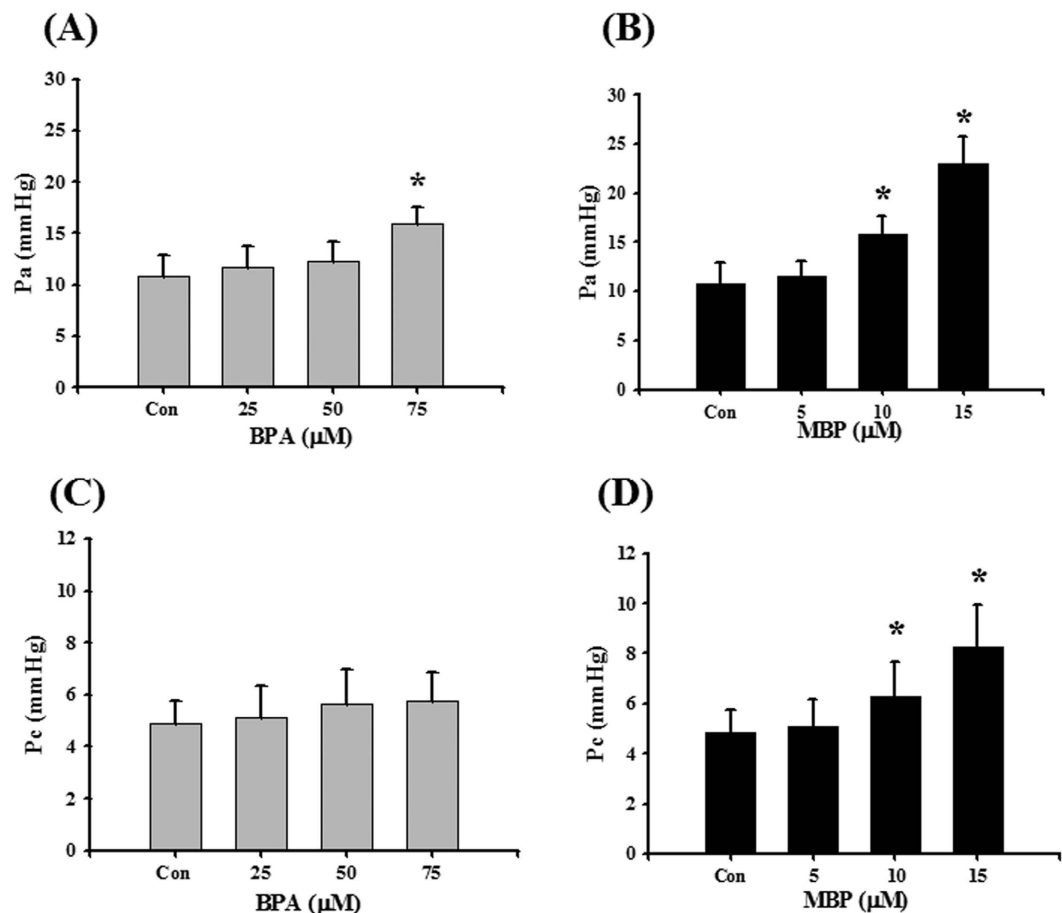 (A)
Pa (mmHg)
30
25
20
15
10
5
0
*
Con 25 50 75
BPA (μM)
(B)
Pa (mmHg)
30
25
20
15
10
5
0
* *
Con 5 10 15
MBP (μM)
(C)
Pc (mmHg)
12
10
8
6
4
2
0
Con 25 50 75
BPA (μM)
(D)
Pc (mmHg)
12
10
8
6
4
2
0
* *
Con 5 10 15
MBP (μM)